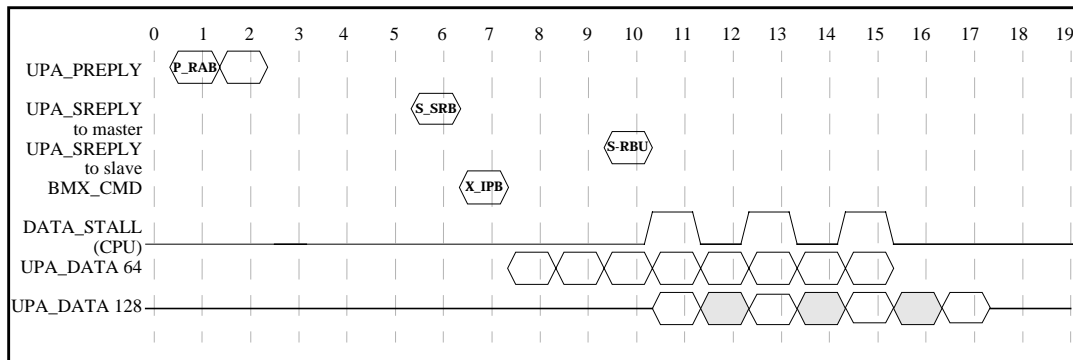 0 1 2 3 4 5 6 7 8 9 10 11 12 13 14 15 16 17 18 19
UPA_PREPLY P_RAB
UPA_SREPLY S_SRB
to master
UPA_SREPLY S-RBU
to slave
BMX_CMD X_IPB
DATA_STALL
(CPU)
UPA_DATA 64
UPA_DATA 128